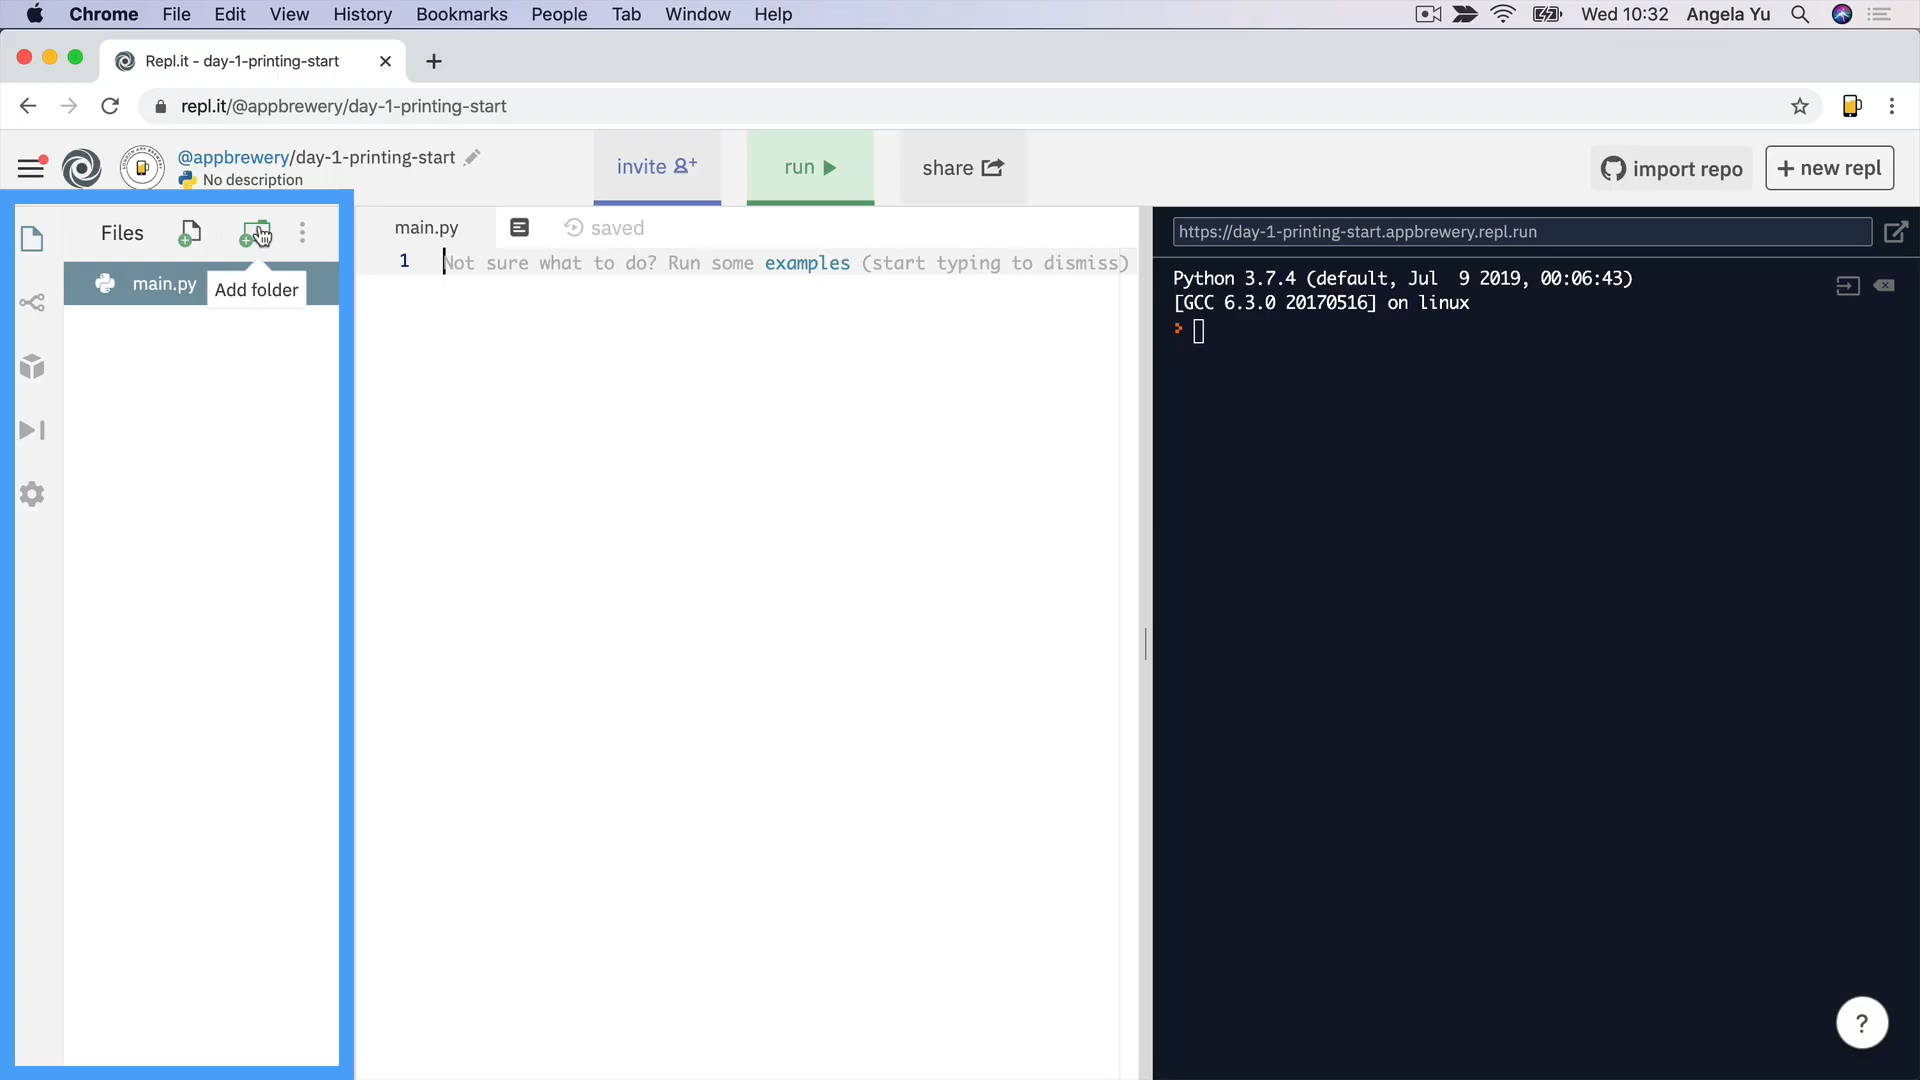 Chrome File Edit View History Bookmarks People Tab Window Help Wed 10:32 Angela Yu
Repl.it - day-1-printing-start
repl.it/@appbrewery/day-1-printing-start
@appbrewery/day-1-printing-start
No description
invite
run
share
import repo
+ new repl
Files
main.py
Add folder
main.py
saved
1 Not sure what to do? Run some examples (start typing to dismiss)
https://day-1-printing-start.appbrewery.repl.run
Python 3.7.4 (default, Jul  9 2019, 00:06:43)
[GCC 6.3.0 20170516] on linux
?